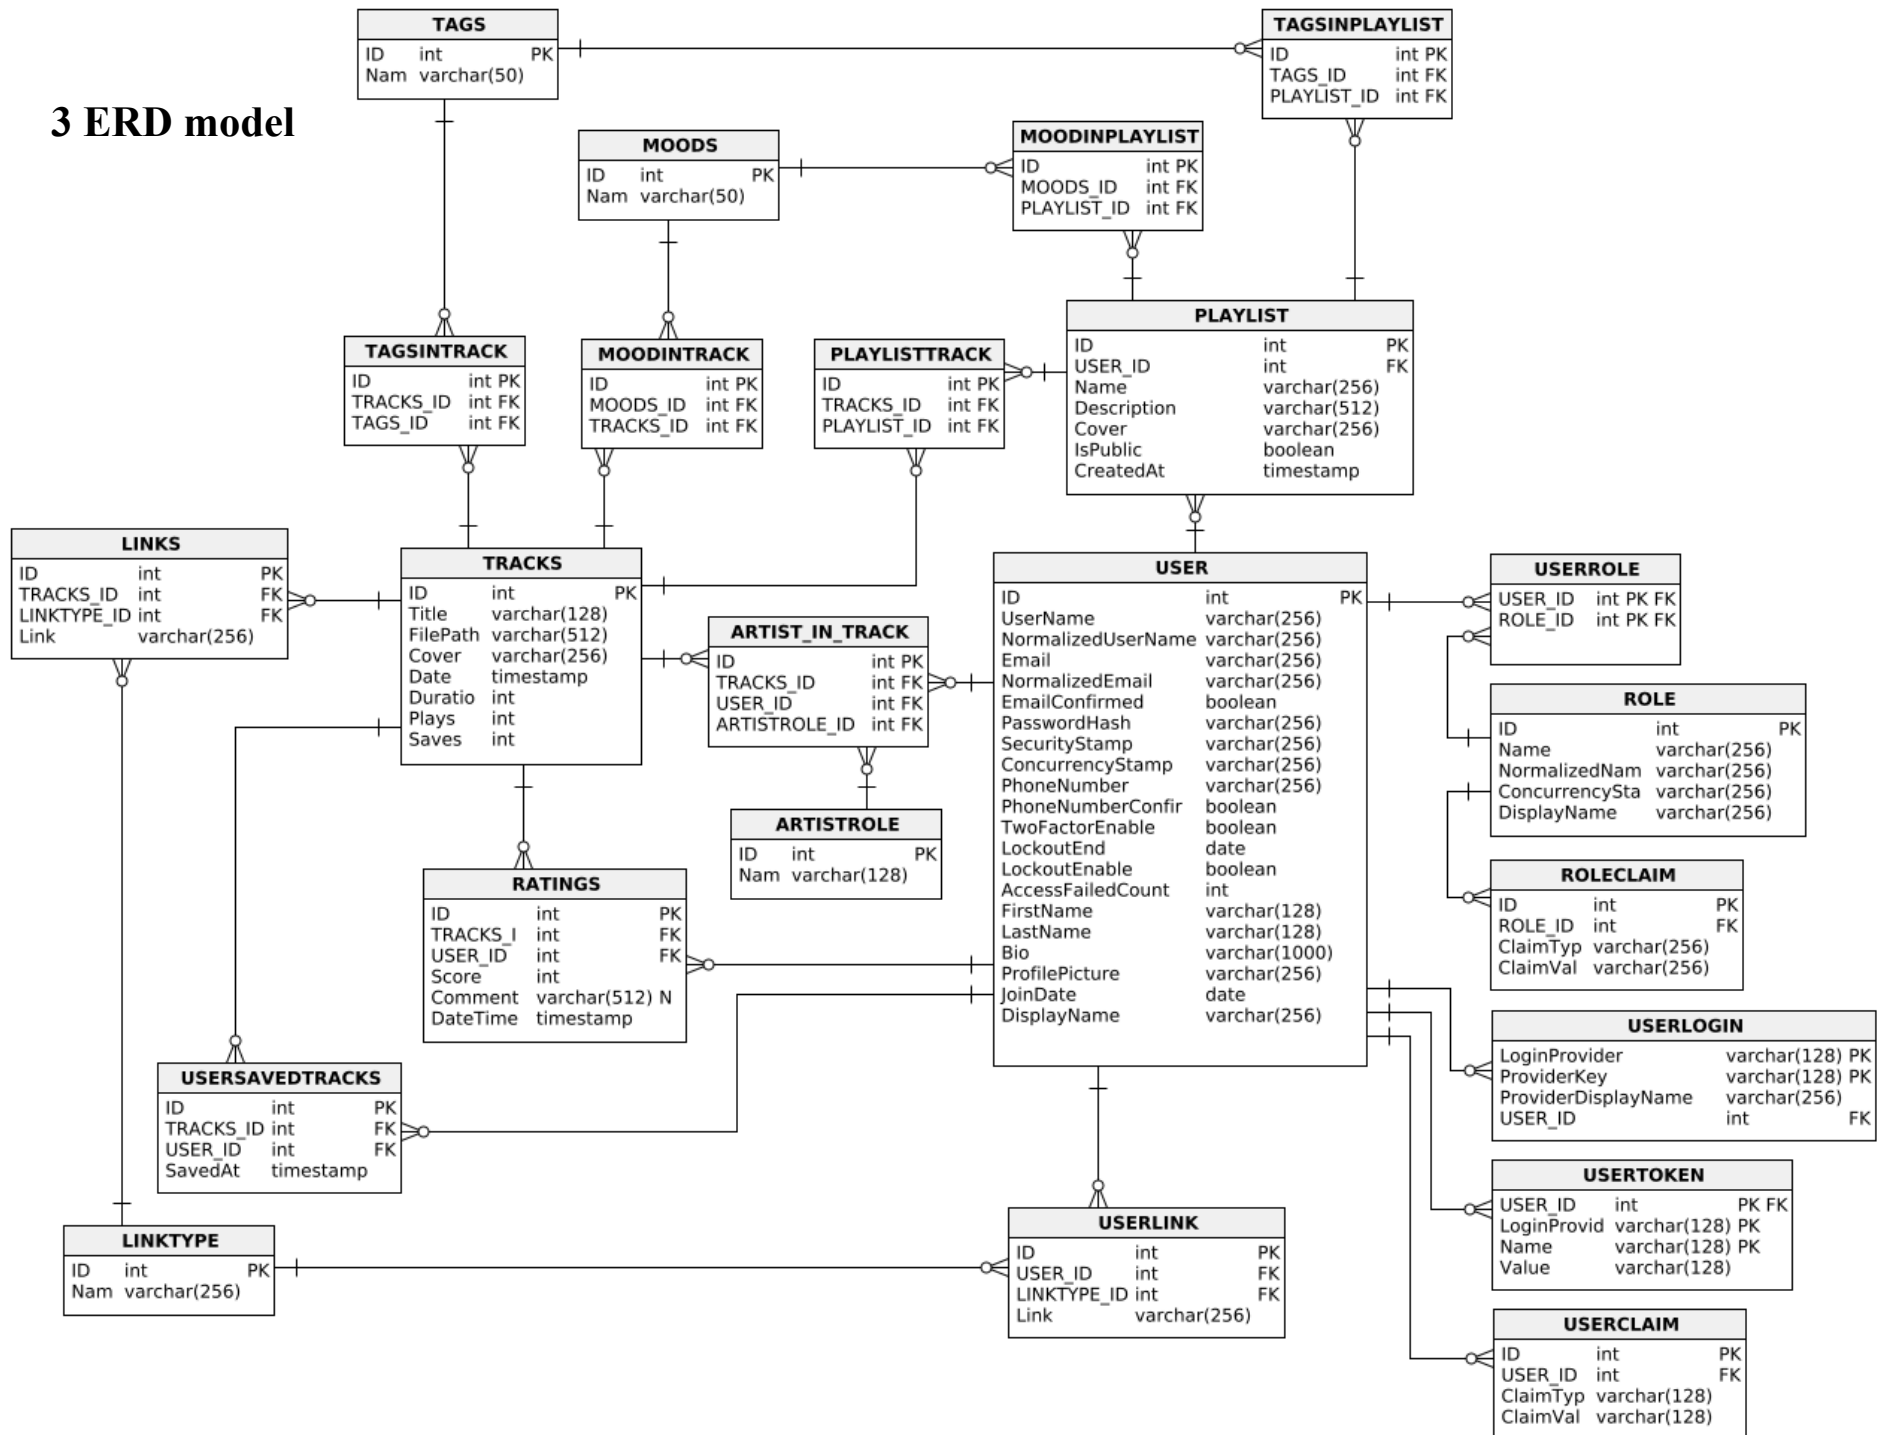 3 ERD model
TAGS
ID int PK
Nam varchar(50)
TAGSINPLAYLIST
ID int PK
TAGS_ID int FK
PLAYLIST_ID int FK
MOODS
ID int PK
Nam varchar(50)
MOODINPLAYLIST
ID int PK
MOODS_ID int FK
PLAYLIST_ID int FK
TAGSINTRACK
ID int PK
TRACKS_ID int FK
TAGS_ID int FK
MOODINTRACK
ID int PK
MOODS_ID int FK
TRACKS_ID int FK
PLAYLISTTRACK
ID int PK
TRACKS_ID int FK
PLAYLIST_ID int FK
PLAYLIST
ID int PK
USER_ID int FK
Name varchar(256)
Description varchar(512)
Cover varchar(256)
IsPublic boolean
CreatedAt timestamp
LINKS
ID int PK
TRACKS_ID int FK
LINKTYPE_ID int FK
Link varchar(256)
TRACKS
ID int PK
Title varchar(128)
FilePath varchar(512)
Cover varchar(256)
Date timestamp
Duratio int
Plays int
Saves int
ARTIST_IN_TRACK
ID int PK
TRACKS_ID int FK
USER_ID int FK
ARTISTROLE_ID int FK
ARTISTROLE
ID int PK
Nam varchar(128)
USER
ID int PK
UserName varchar(256)
NormalizedUserName varchar(256)
Email varchar(256)
NormalizedEmail varchar(256)
EmailConfirmed boolean
PasswordHash varchar(256)
SecurityStamp varchar(256)
ConcurrencyStamp varchar(256)
PhoneNumber varchar(256)
PhoneNumberConfir boolean
TwoFactorEnable boolean
LockoutEnd date
LockoutEnable boolean
AccessFailedCount int
FirstName varchar(128)
LastName varchar(128)
Bio varchar(1000)
ProfilePicture varchar(256)
JoinDate date
DisplayName varchar(256)
USERROLE
USER_ID int PK FK
ROLE_ID int PK FK
ROLE
ID int PK
Name varchar(256)
NormalizedNam varchar(256)
ConcurrencySta varchar(256)
DisplayName varchar(256)
ROLECLAIM
ID int PK
ROLE_ID int FK
ClaimTyp varchar(256)
ClaimVal varchar(256)
RATINGS
ID int PK
TRACKS_I int FK
USER_ID int FK
Score int
Comment varchar(512) N
DateTime timestamp
USERSAVEDTRACKS
ID int PK
TRACKS_ID int FK
USER_ID int FK
SavedAt timestamp
USERLOGIN
LoginProvider varchar(128) PK
ProviderKey varchar(128) PK
ProviderDisplayName varchar(256)
USER_ID int FK
USERTOKEN
USER_ID int PK FK
LoginProvid varchar(128) PK
Name varchar(128) PK
Value varchar(128)
LINKTYPE
ID int PK
Nam varchar(256)
USERLINK
ID int PK
USER_ID int FK
LINKTYPE_ID int FK
Link varchar(256)
USERCLAIM
ID int PK
USER_ID int FK
ClaimTyp varchar(128)
ClaimVal varchar(128)